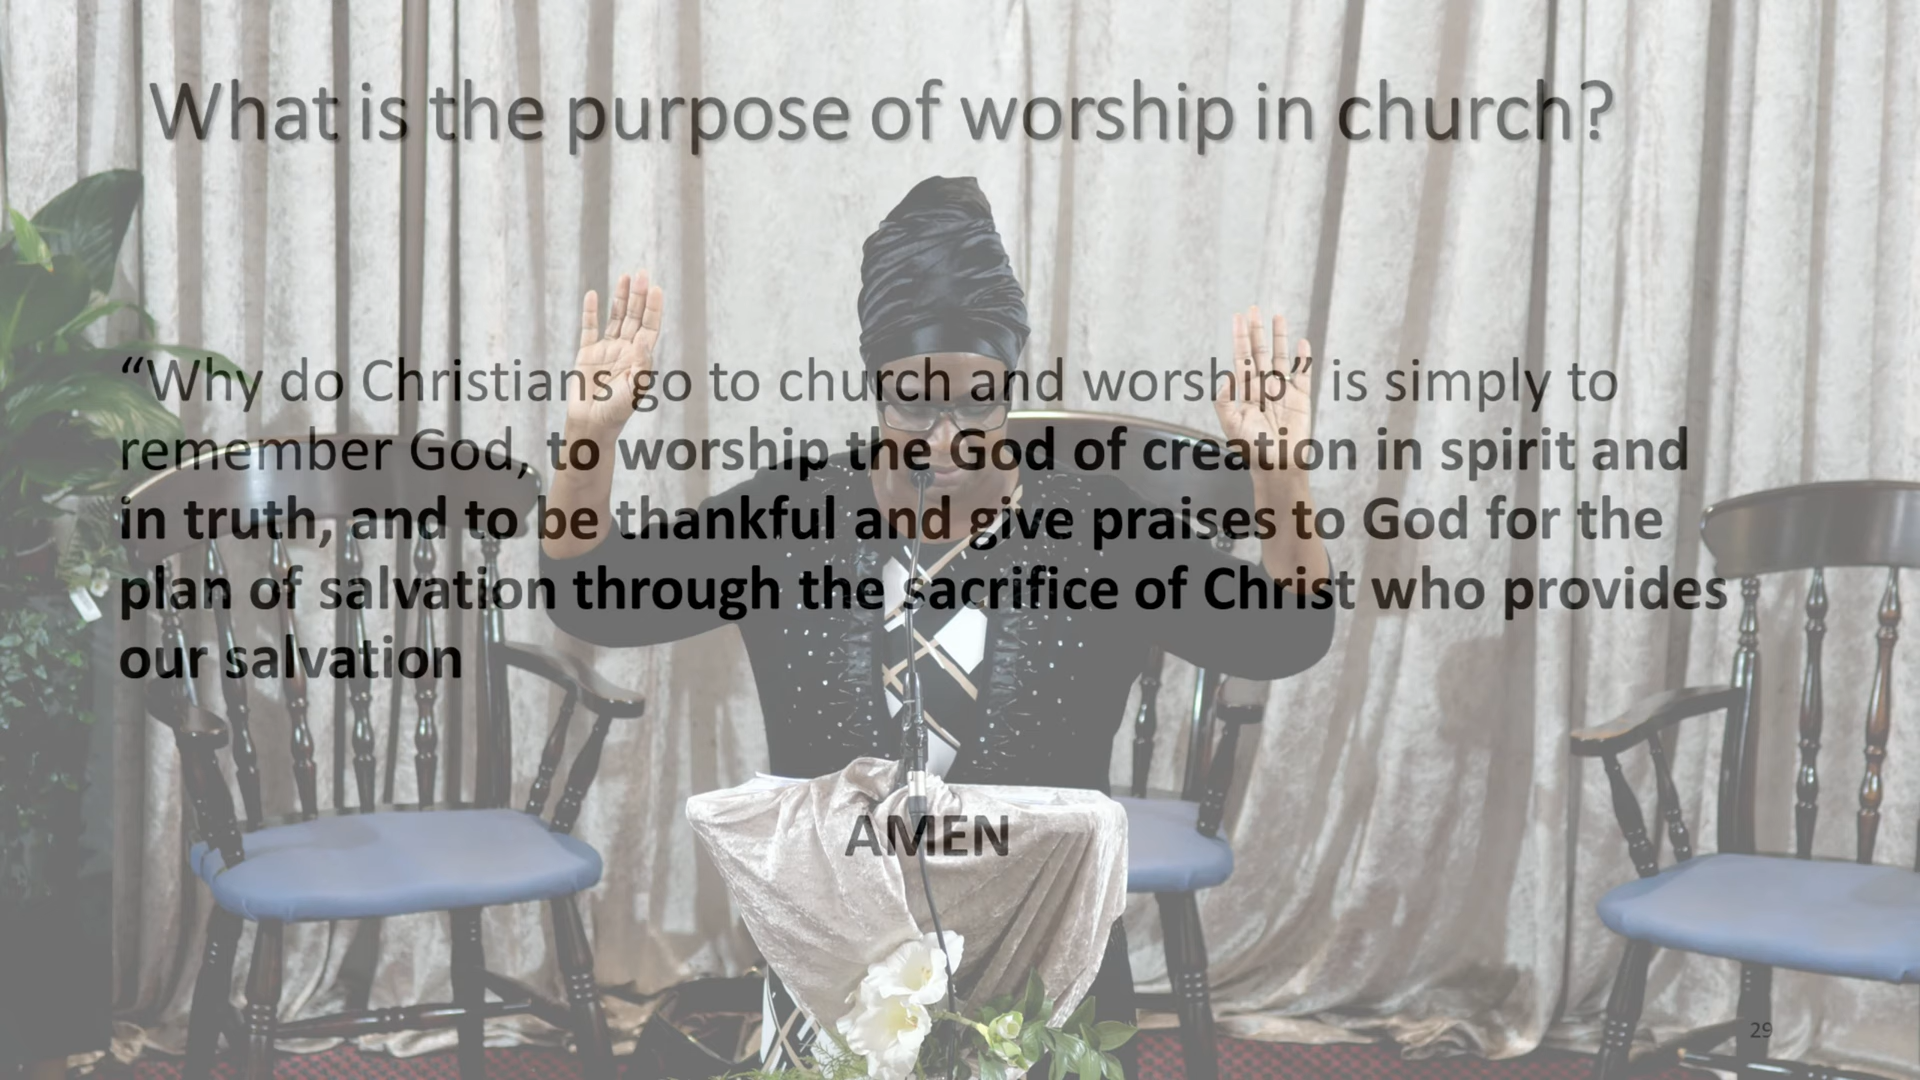 What is the purpose of worship in church?
“Why do Christians go to church and worship” is simply to
remember God, to worship the God of creation in spirit and
in truth, and to be thankful and give praises to God for the
plan of salvation through the sacrifice of Christ who provides
our salvation
AMEN
29